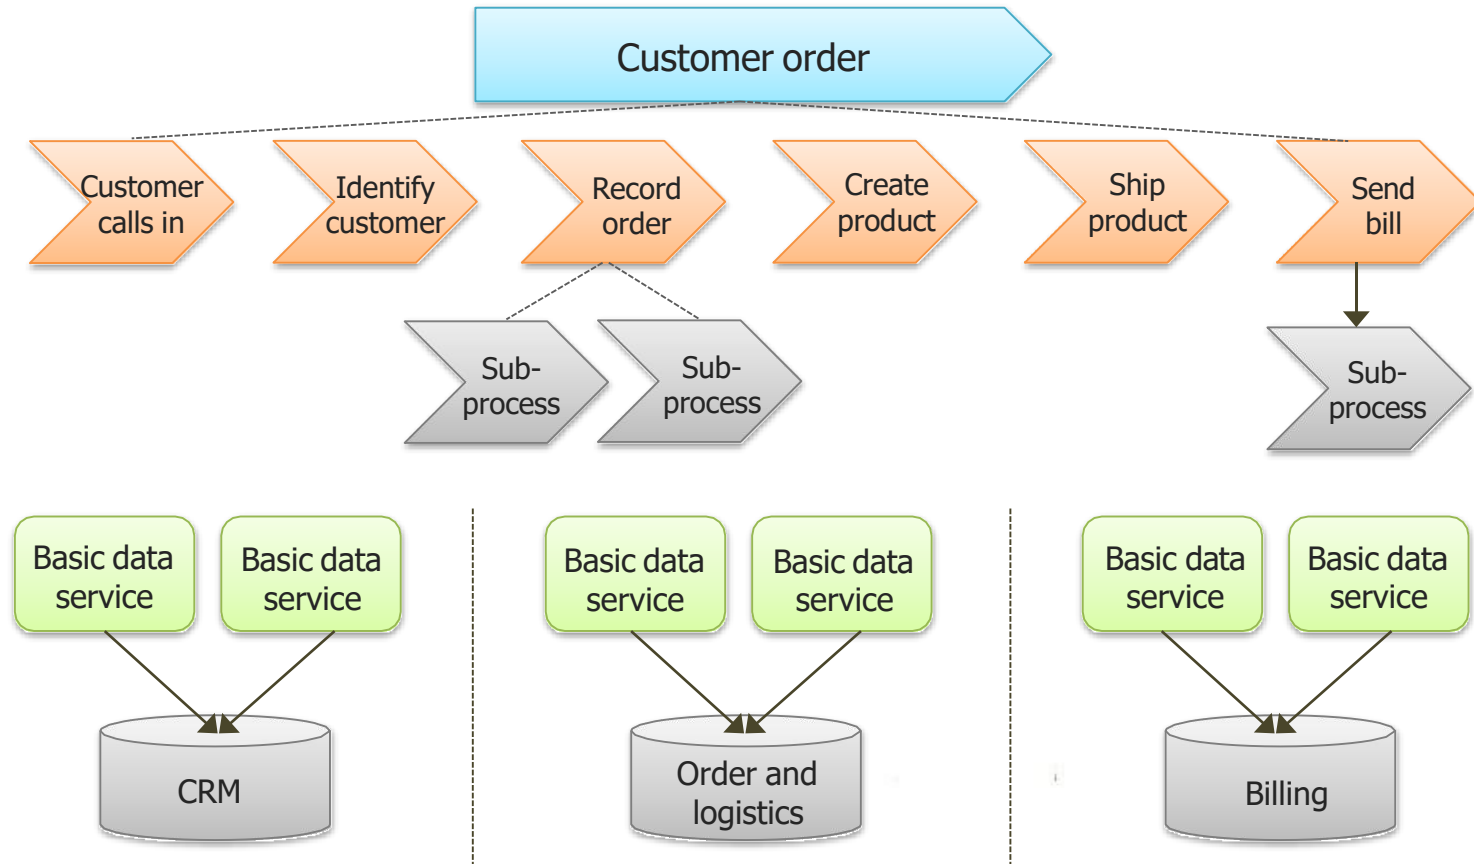 Customer order
Customer
calls in
Identify
customer
Record
order
Create
product
Ship
product
Send
bill
Sub-
process
Sub-
process
Sub-
process
Basic data
service
Basic data
service
Basic data
service
Basic data
service
Basic data
service
Basic data
service
CRM
Order and
logistics
Billing